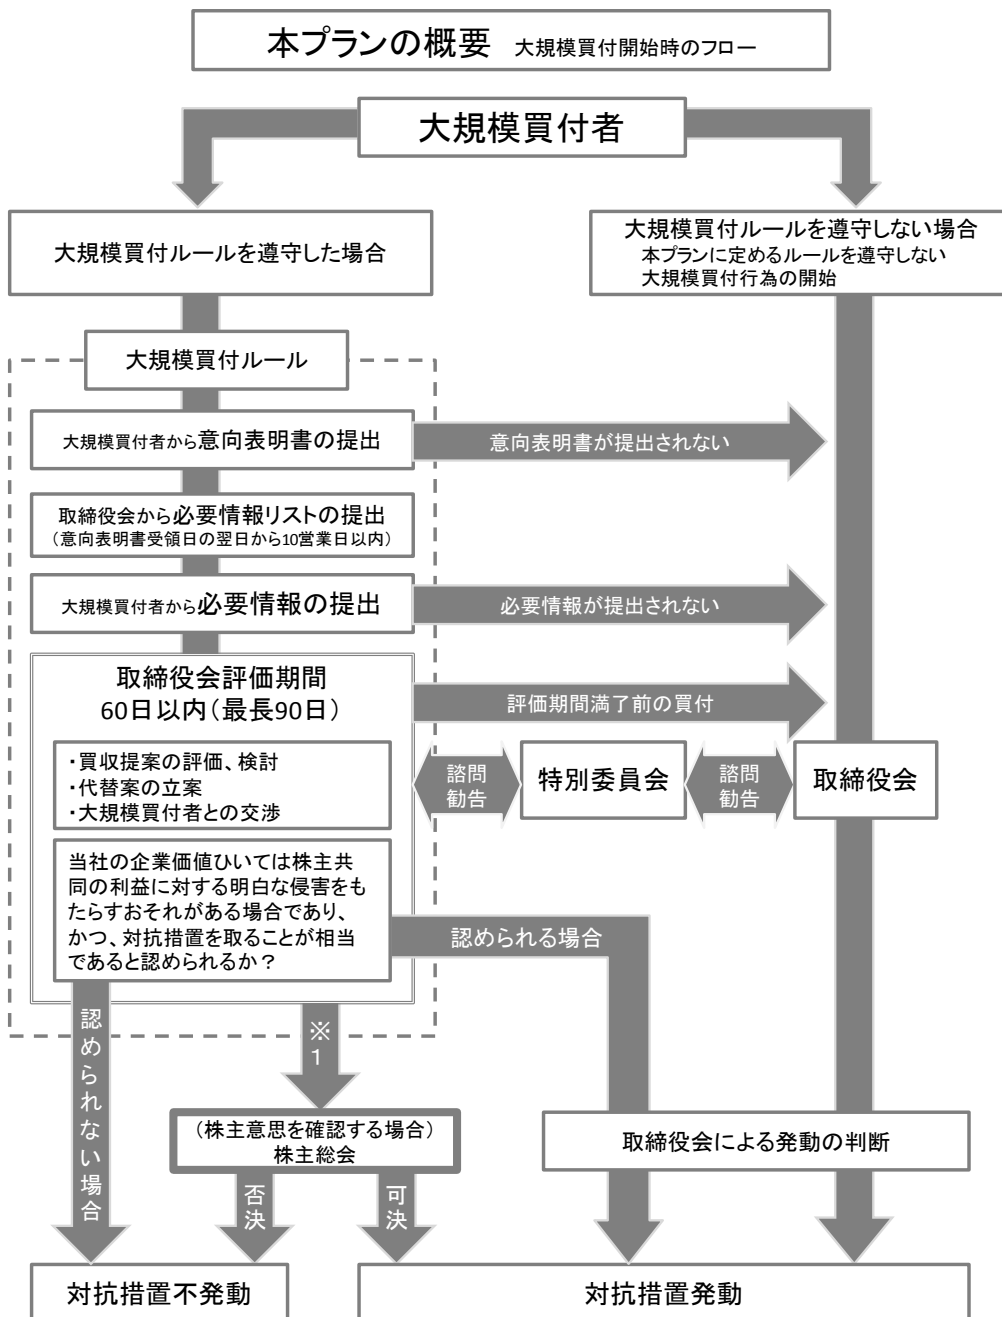 本プランの概要 大規模買付開始時のフロー
大規模買付者
大規模買付ルールを遵守した場合
大規模買付ルールを遵守しない場合
本プランに定めるルールを遵守しない
大規模買付行為の開始
大規模買付ルール
大規模買付者から意向表明書の提出
意向表明書が提出されない
取締役会から必要情報リストの提出
(意向表明書受領日の翌日から10営業日以内)
大規模買付者から必要情報の提出
必要情報が提出されない
取締役会評価期間
60日以内(最長90日)
評価期間満了前の買付
・買収提案の評価、検討
・代替案の立案
・大規模買付者との交渉
諮問
勧告
特別委員会
諮問
勧告
取締役会
当社の企業価値ひいては株主共
同の利益に対する明白な侵害をも
たらすおそれがある場合であり、
かつ、対抗措置を取ることが相当
であると認められるか?
認められる場合
認められない場合
※1
(株主意思を確認する場合)
株主総会
取締役会による発動の判断
否決
可決
対抗措置不発動
対抗措置発動